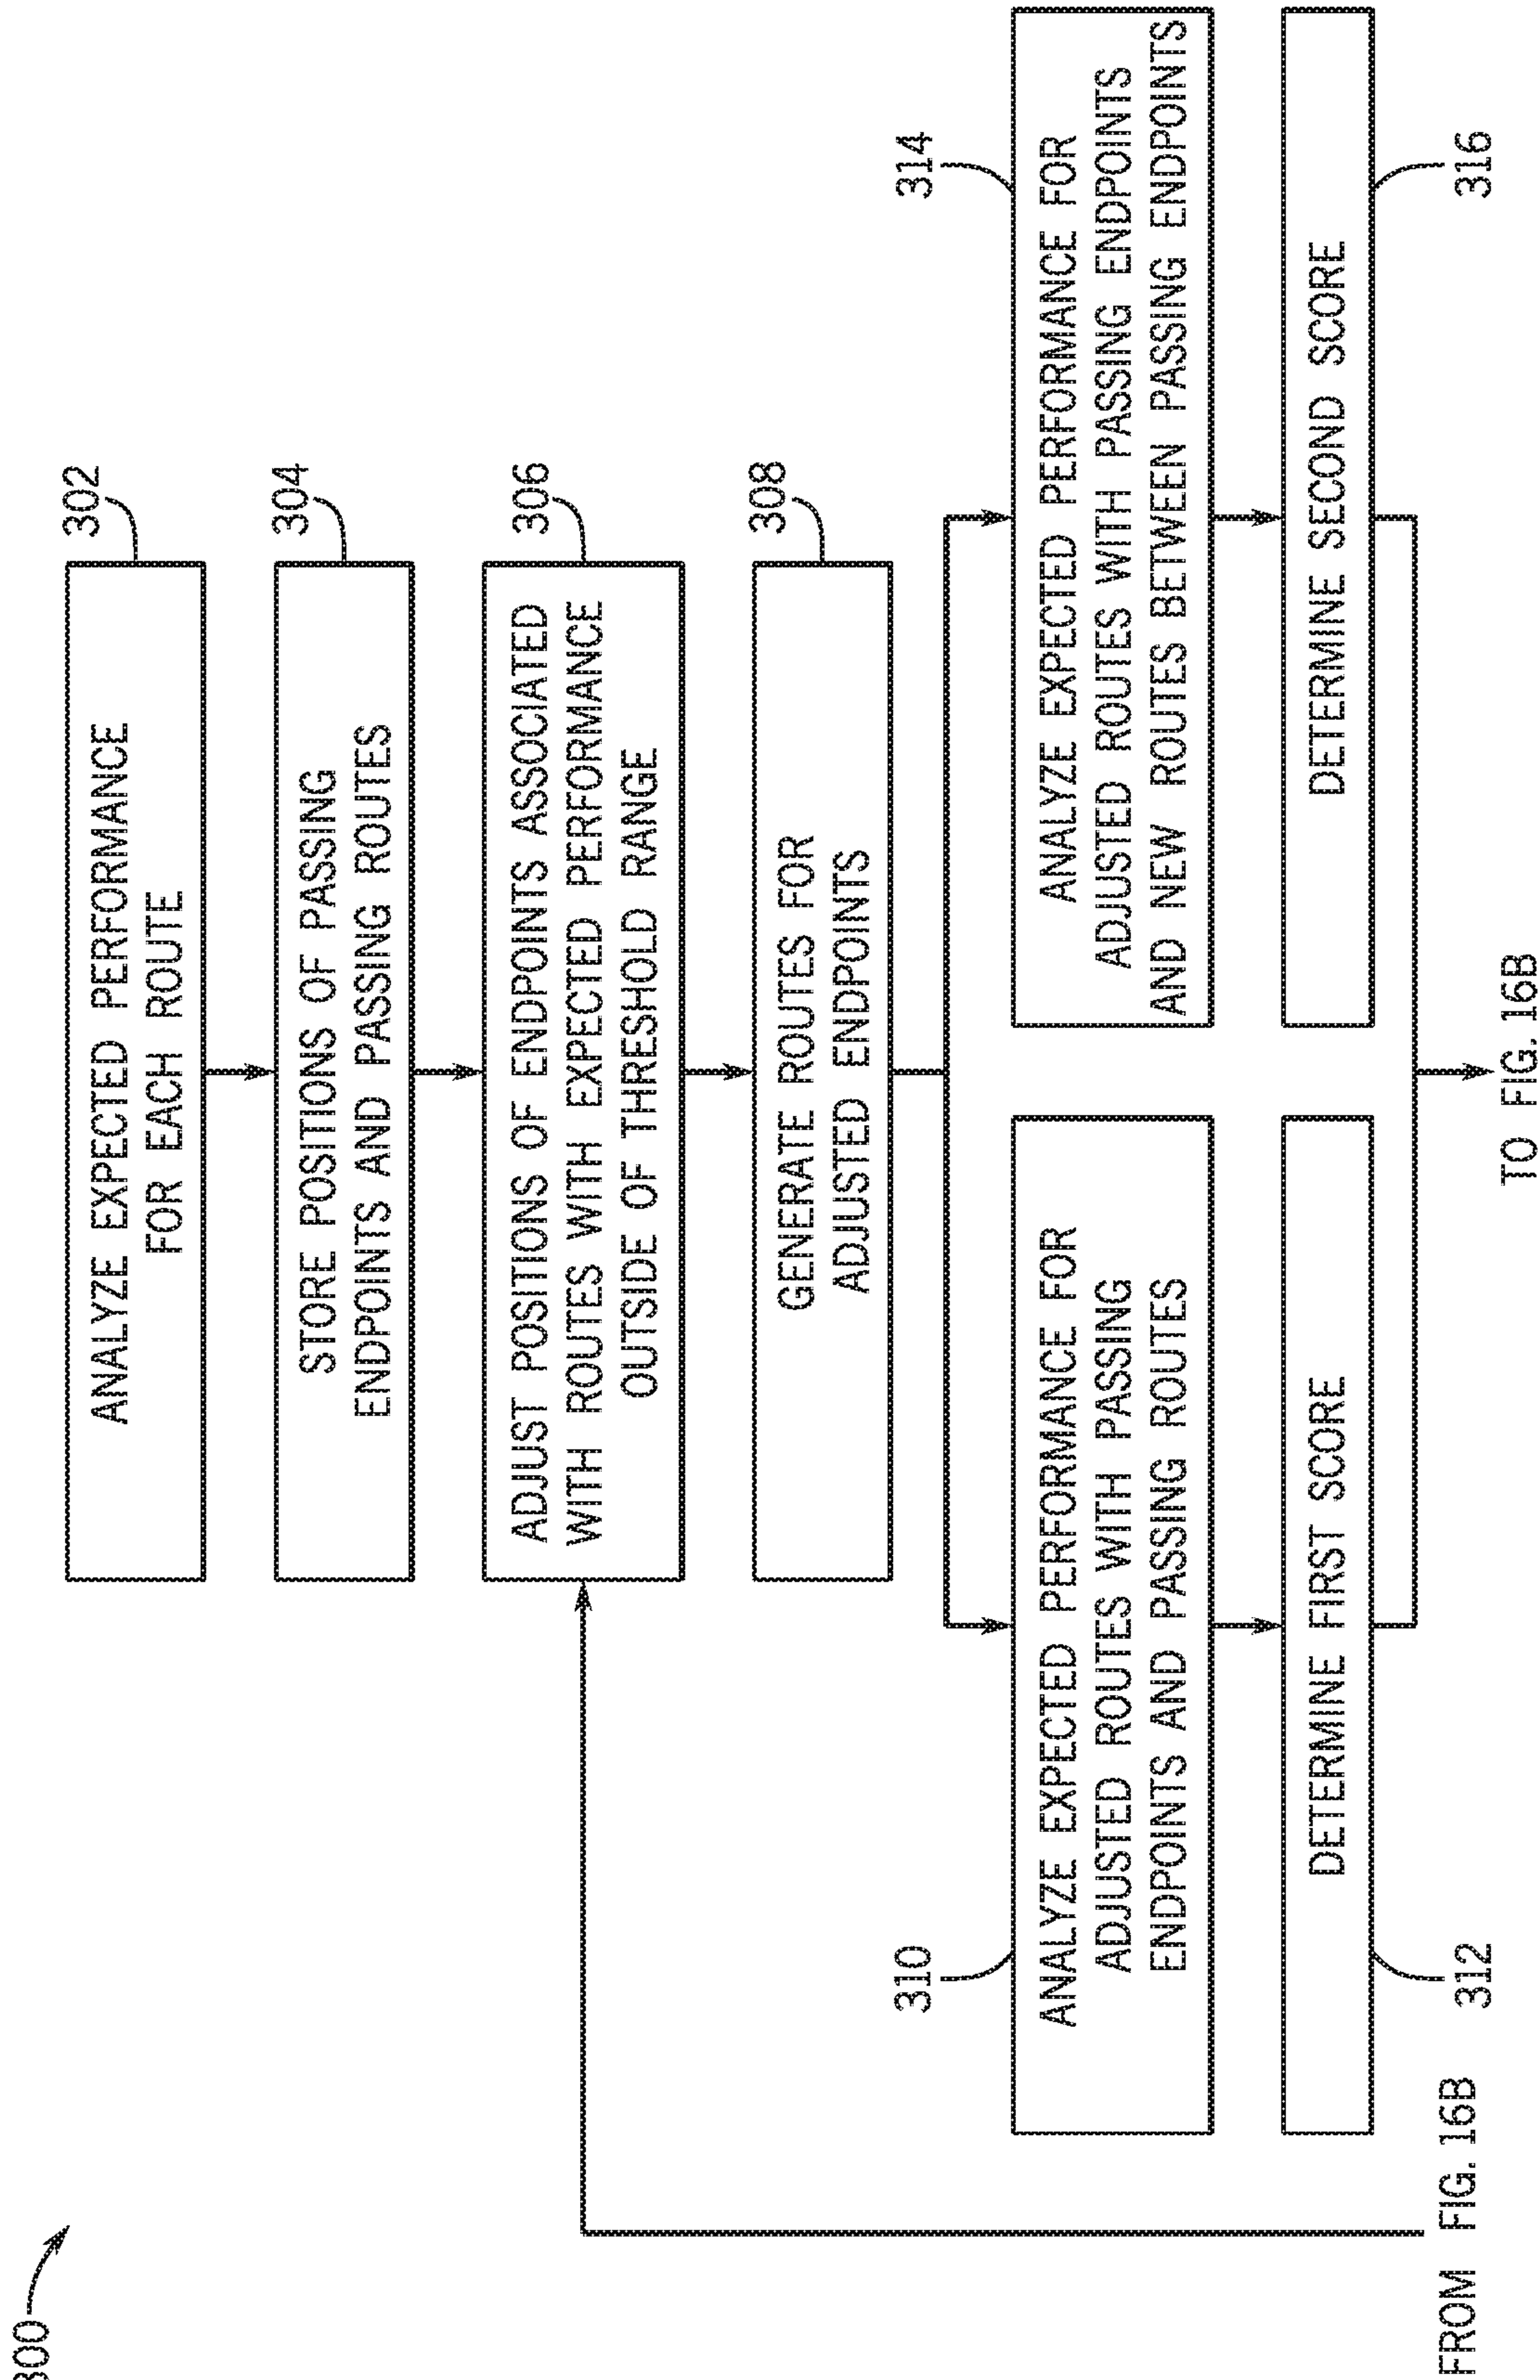 300
ANALYZE EXPECTED PERFORMANCE
FOR EACH ROUTE
302
STORE POSITIONS OF PASSING
ENDPOINTS AND PASSING ROUTES
304
ADJUST POSITIONS OF ENDPOINTS ASSOCIATED
WITH ROUTES WITH EXPECTED PERFORMANCE
OUTSIDE OF THRESHOLD RANGE
306
GENERATE ROUTES FOR
ADJUSTED ENDPOINTS
308
310
ANALYZE EXPECTED PERFORMANCE FOR
ADJUSTED ROUTES WITH PASSING
ENDPOINTS AND PASSING ROUTES
314
ANALYZE EXPECTED PERFORMANCE FOR
ADJUSTED ROUTES WITH PASSING ENDPOINTS
AND NEW ROUTES BETWEEN PASSING ENDPOINTS
DETERMINE FIRST SCORE
312
DETERMINE SECOND SCORE
316
FROM FIG. 16B
TO FIG. 16B